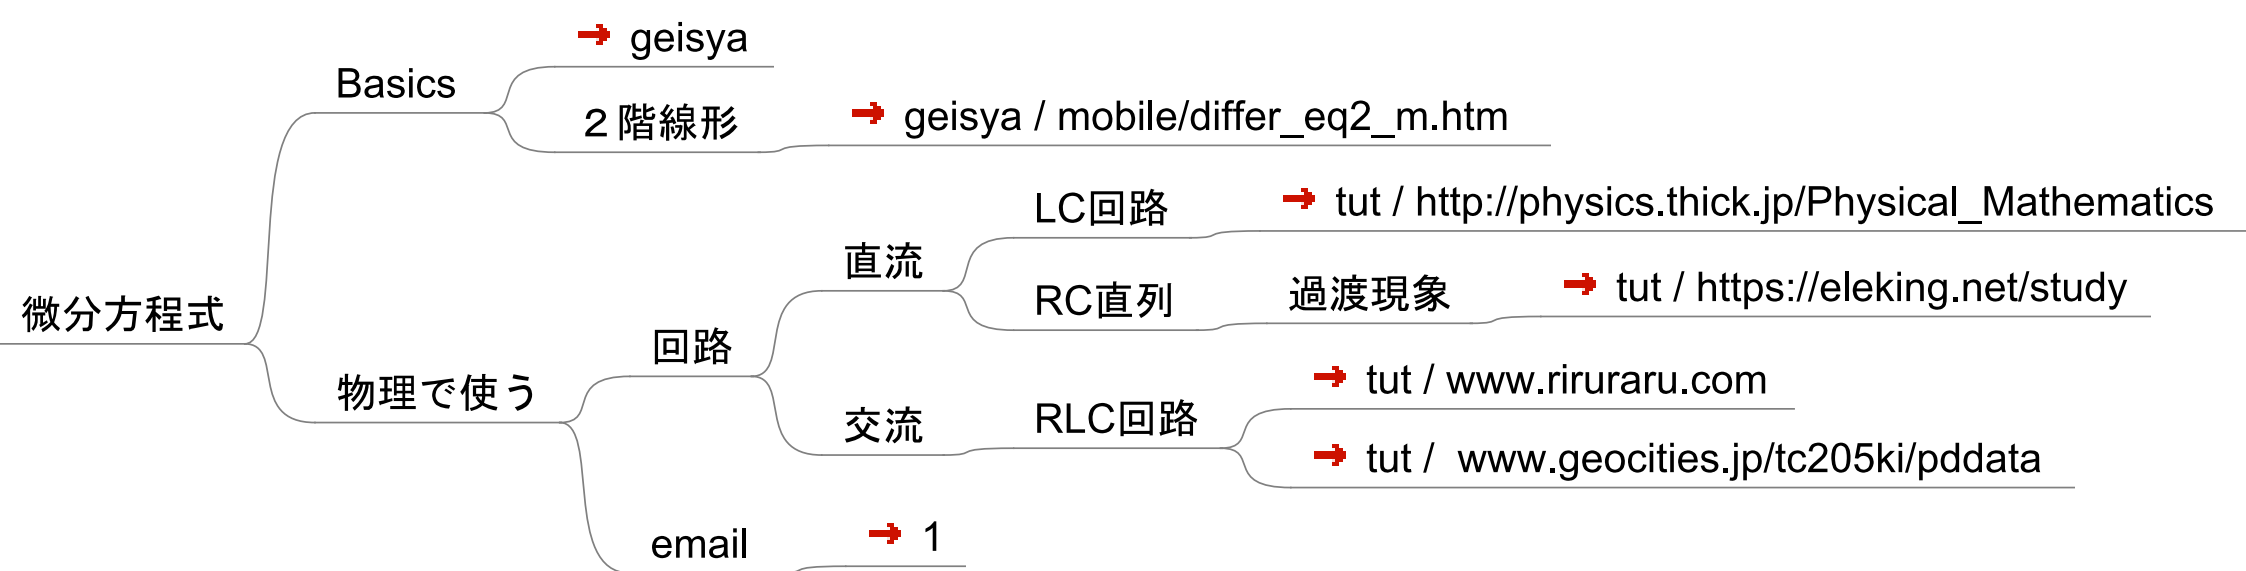 微分方程式
Basics
geisya
２階線形
geisya / mobile/differ_eq2_m.htm
物理で使う
回路
直流
LC回路
tut / http://physics.thick.jp/Physical_Mathematics
RC直列
過渡現象
tut / https://eleking.net/study
交流
RLC回路
tut / www.riruraru.com
tut /  www.geocities.jp/tc205ki/pddata
email
1